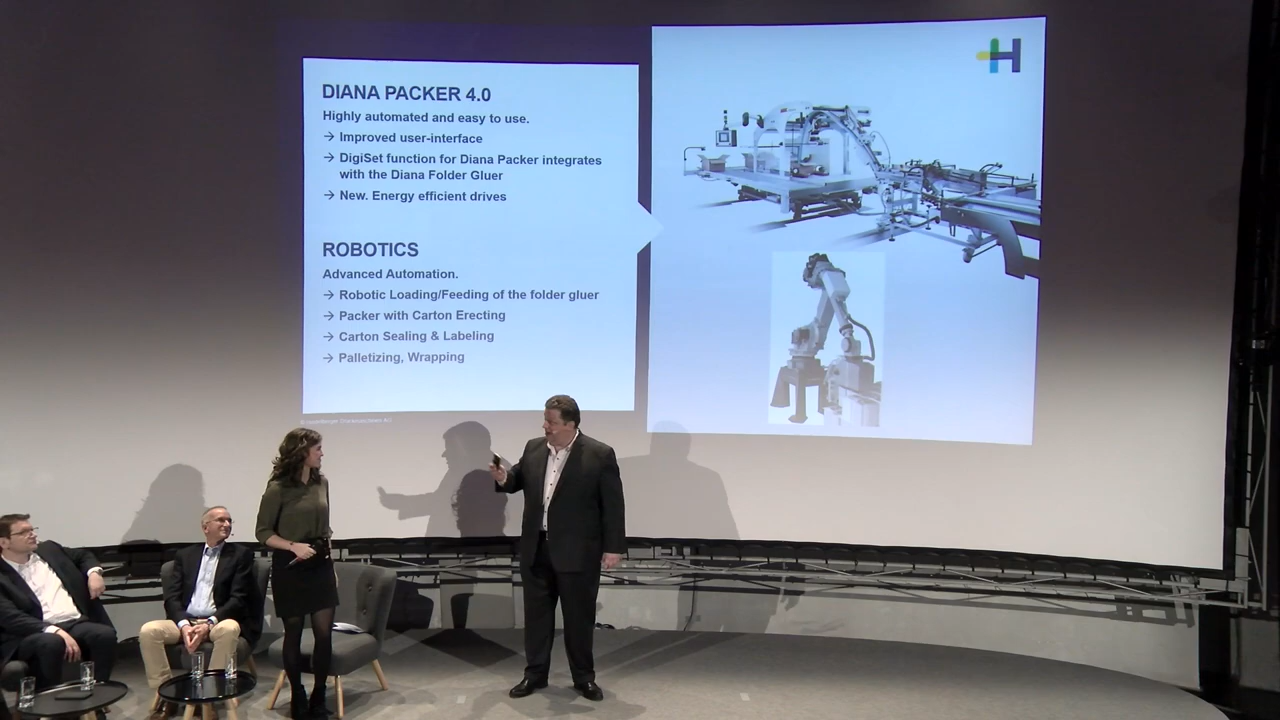 DIANA PACKER 4.0
Highly automated and easy to use.
→ Improved user-interface
→ DigiSet function for Diana Packer integrates
with the Diana Folder Gluer
→ New. Energy efficient drives
ROBOTICS
Advanced Automation.
→ Robotic Loading/Feeding of the folder gluer
→ Packer with Carton Erecting
→ Carton Sealing & Labeling
→ Palletizing, Wrapping
H